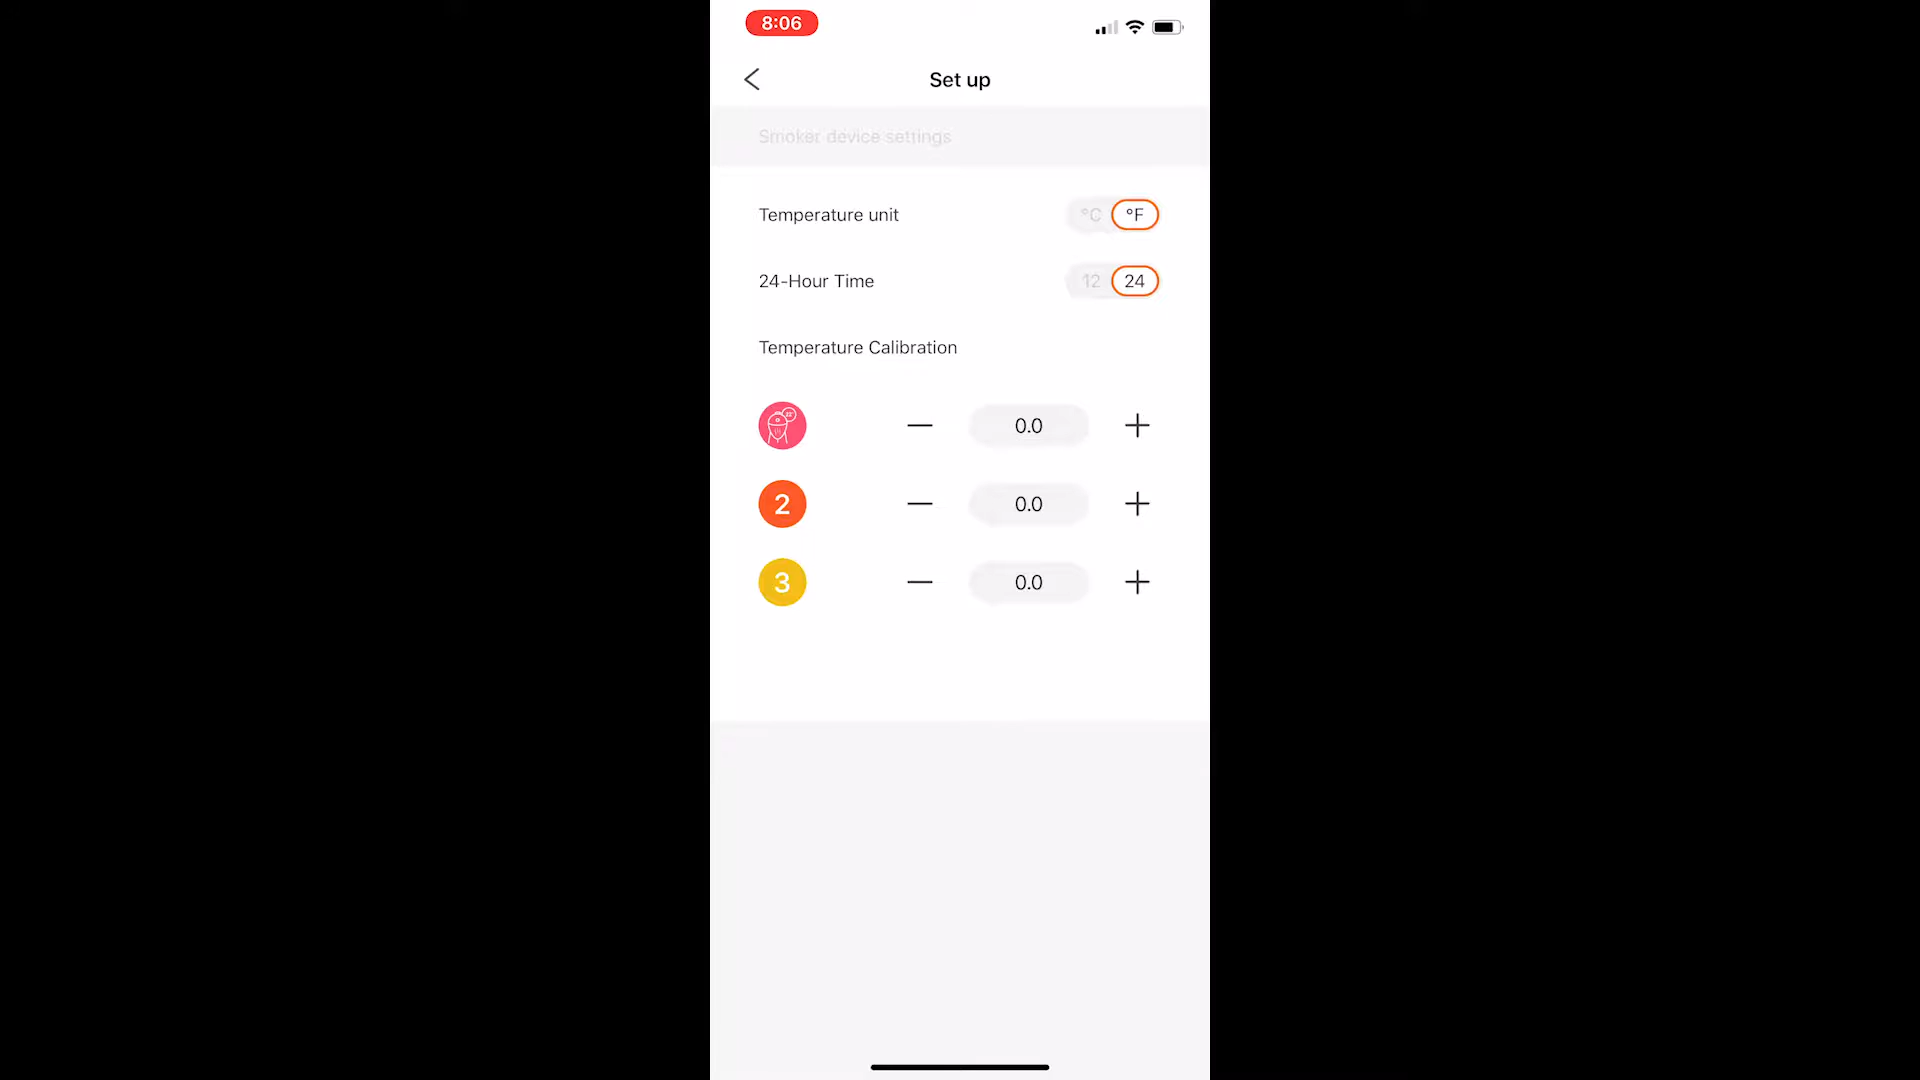 8:06
Set up
Smoker device settings
Temperature unit
°C °F
24-Hour Time
12 24
Temperature Calibration
0.0
2 0.0
3 0.0